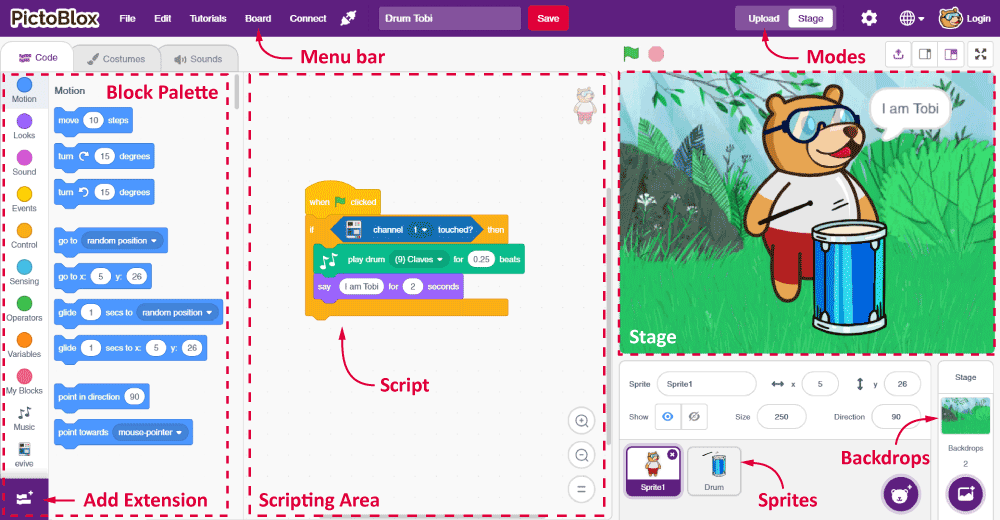 PictoBlox File Edit Tutorials Board Connect Drum Tobi Save Upload Stage Login
Menu bar
Modes
Code Costumes Sounds
Block Palette
Motion
Looks
Sound
Events
Control
Sensing
Operators
Variables
My Blocks
Music
evive
Add Extension
Motion
move 10 steps
turn 15 degrees
turn 15 degrees
go to random position
go to x: 5 y: 26
glide 1 secs to random position
glide 1 secs to x: 5 y: 26
point in direction 90
point towards mouse-pointer
when clicked
if channel 1 touched? then
play drum (9) Claves for 0.25 beats
say I am Tobi for 2 seconds
Script
Scripting Area
I am Tobi
Stage
Sprite Sprite1 x 5 y 26
Show Size 250 Direction 90
Sprite1
Drum
Sprites
Stage
Backdrops
Backdrops
2